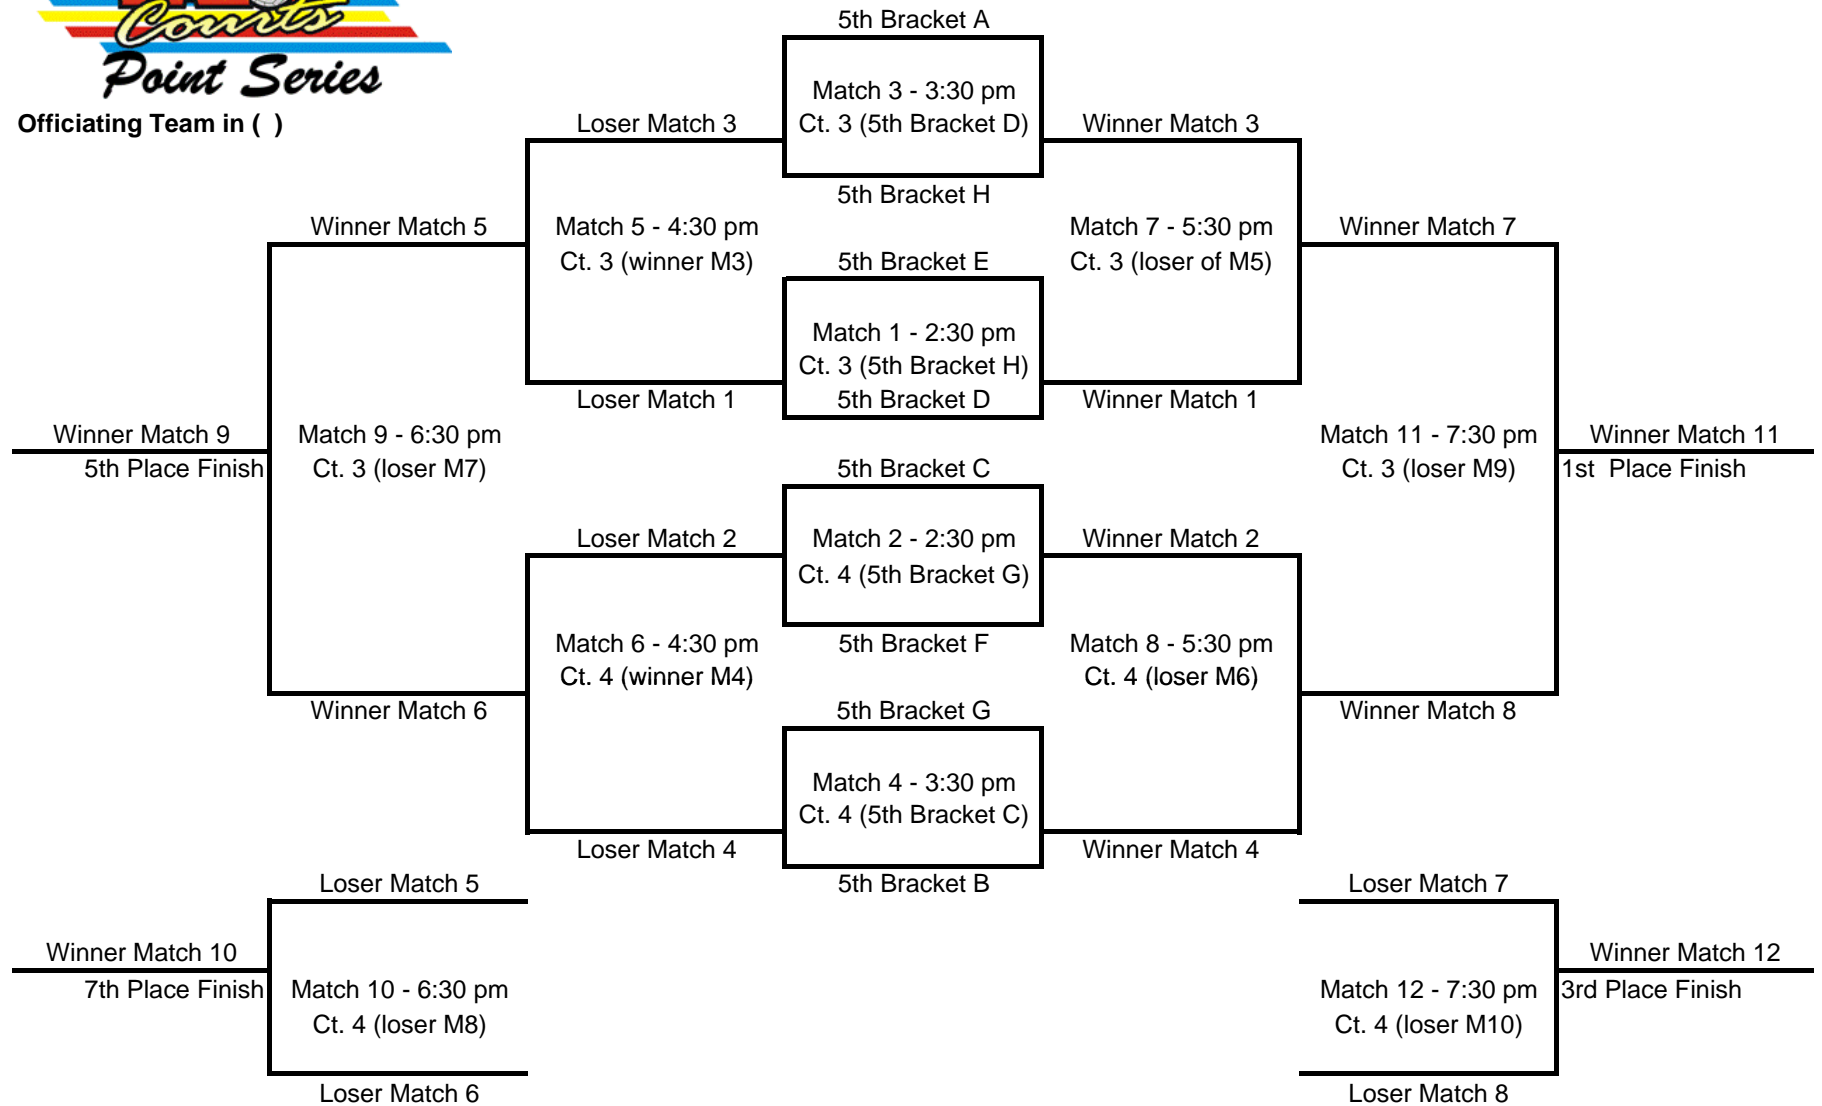 Courts
Point Series
Officiating Team in ( )
5th Bracket A
Match 3 - 3:30 pm
Ct. 3 (5th Bracket D)
5th Bracket H
Loser Match 3
Winner Match 3
Winner Match 5
Match 5 - 4:30 pm
Ct. 3 (winner M3)
Match 7 - 5:30 pm
Ct. 3 (loser of M5)
Winner Match 7
5th Bracket E
Match 1 - 2:30 pm
Ct. 3 (5th Bracket H)
5th Bracket D
Loser Match 1
Winner Match 1
Winner Match 9
5th Place Finish
Match 9 - 6:30 pm
Ct. 3 (loser M7)
Match 11 - 7:30 pm
Ct. 3 (loser M9)
Winner Match 11
1st  Place Finish
5th Bracket C
Loser Match 2
Match 2 - 2:30 pm
Ct. 4 (5th Bracket G)
Winner Match 2
5th Bracket F
Match 6 - 4:30 pm
Ct. 4 (winner M4)
Match 8 - 5:30 pm
Ct. 4 (loser M6)
Winner Match 6
Winner Match 8
5th Bracket G
Match 4 - 3:30 pm
Ct. 4 (5th Bracket C)
Loser Match 4
Winner Match 4
5th Bracket B
Loser Match 5
Loser Match 7
Winner Match 10
7th Place Finish
Match 10 - 6:30 pm
Ct. 4 (loser M8)
Match 12 - 7:30 pm
Ct. 4 (loser M10)
Winner Match 12
3rd Place Finish
Loser Match 6
Loser Match 8